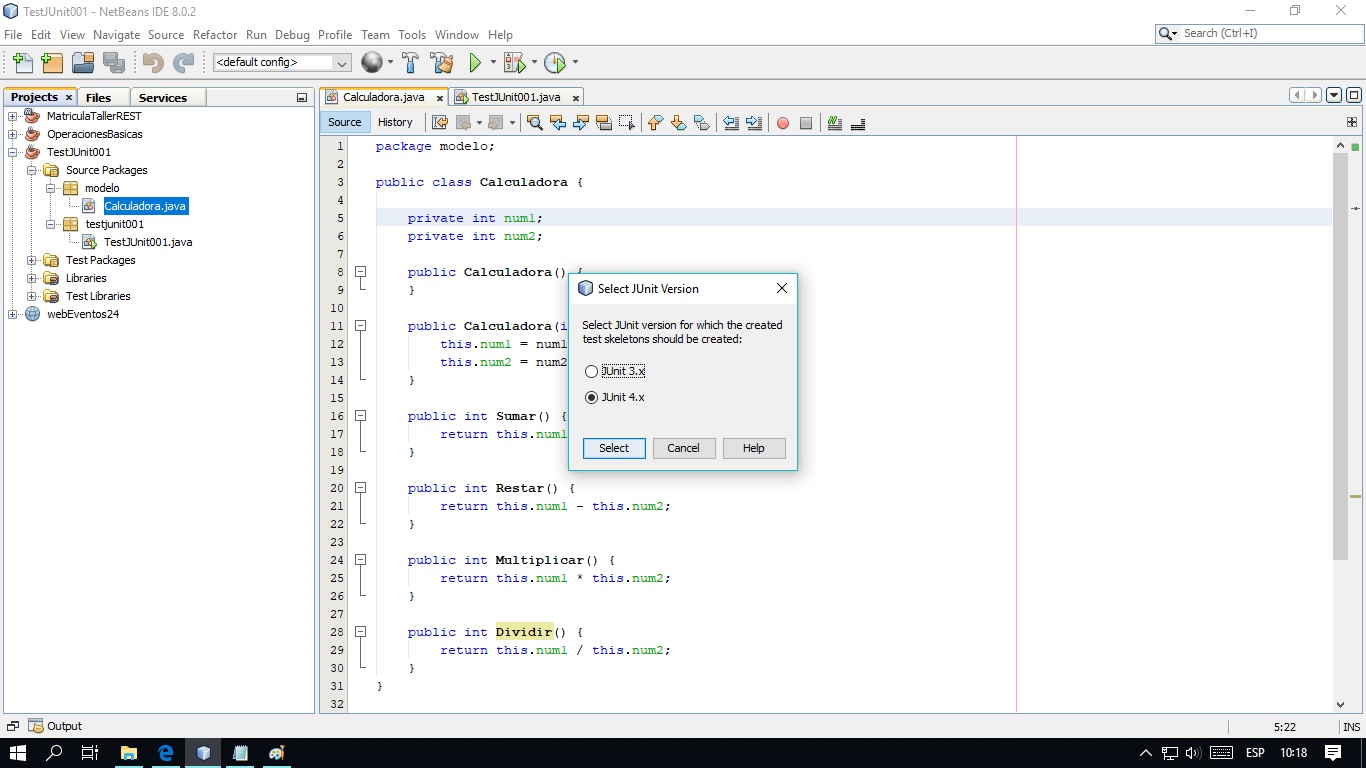 TestJUnit001 - NetBeans IDE 8.0.2
File Edit View Navigate Source Refactor Run Debug Profile Team Tools Window Help
Search (Ctrl+I)
<default config>
Projects Files Services
MatriculaTallerREST
OperacionesBasicas
TestJUnit001
Source Packages
modelo
Calculadora.java
testjunit001
TestJUnit001.java
Test Packages
Libraries
Test Libraries
webEventos24
Calculadora.java TestJUnit001.java
Source History
1 package modelo;
2
3 public class Calculadora {
4
5 private int num1;
6 private int num2;
7
8 public Calculadora() {
9 }
10
11 public Calculadora(i
12 this.num1 = num1
13 this.num2 = num2
14 }
15
16 public int Sumar() {
17 return this.num1
18 }
19
20 public int Restar() {
21 return this.num1 - this.num2;
22 }
23
24 public int Multiplicar() {
25 return this.num1 * this.num2;
26 }
27
28 public int Dividir() {
29 return this.num1 / this.num2;
30 }
31 }
32
Select JUnit Version
Select JUnit version for which the created
test skeletons should be created:
JUnit 3.x
JUnit 4.x
Select Cancel Help
Output
5:22 INS
ESP 10:18